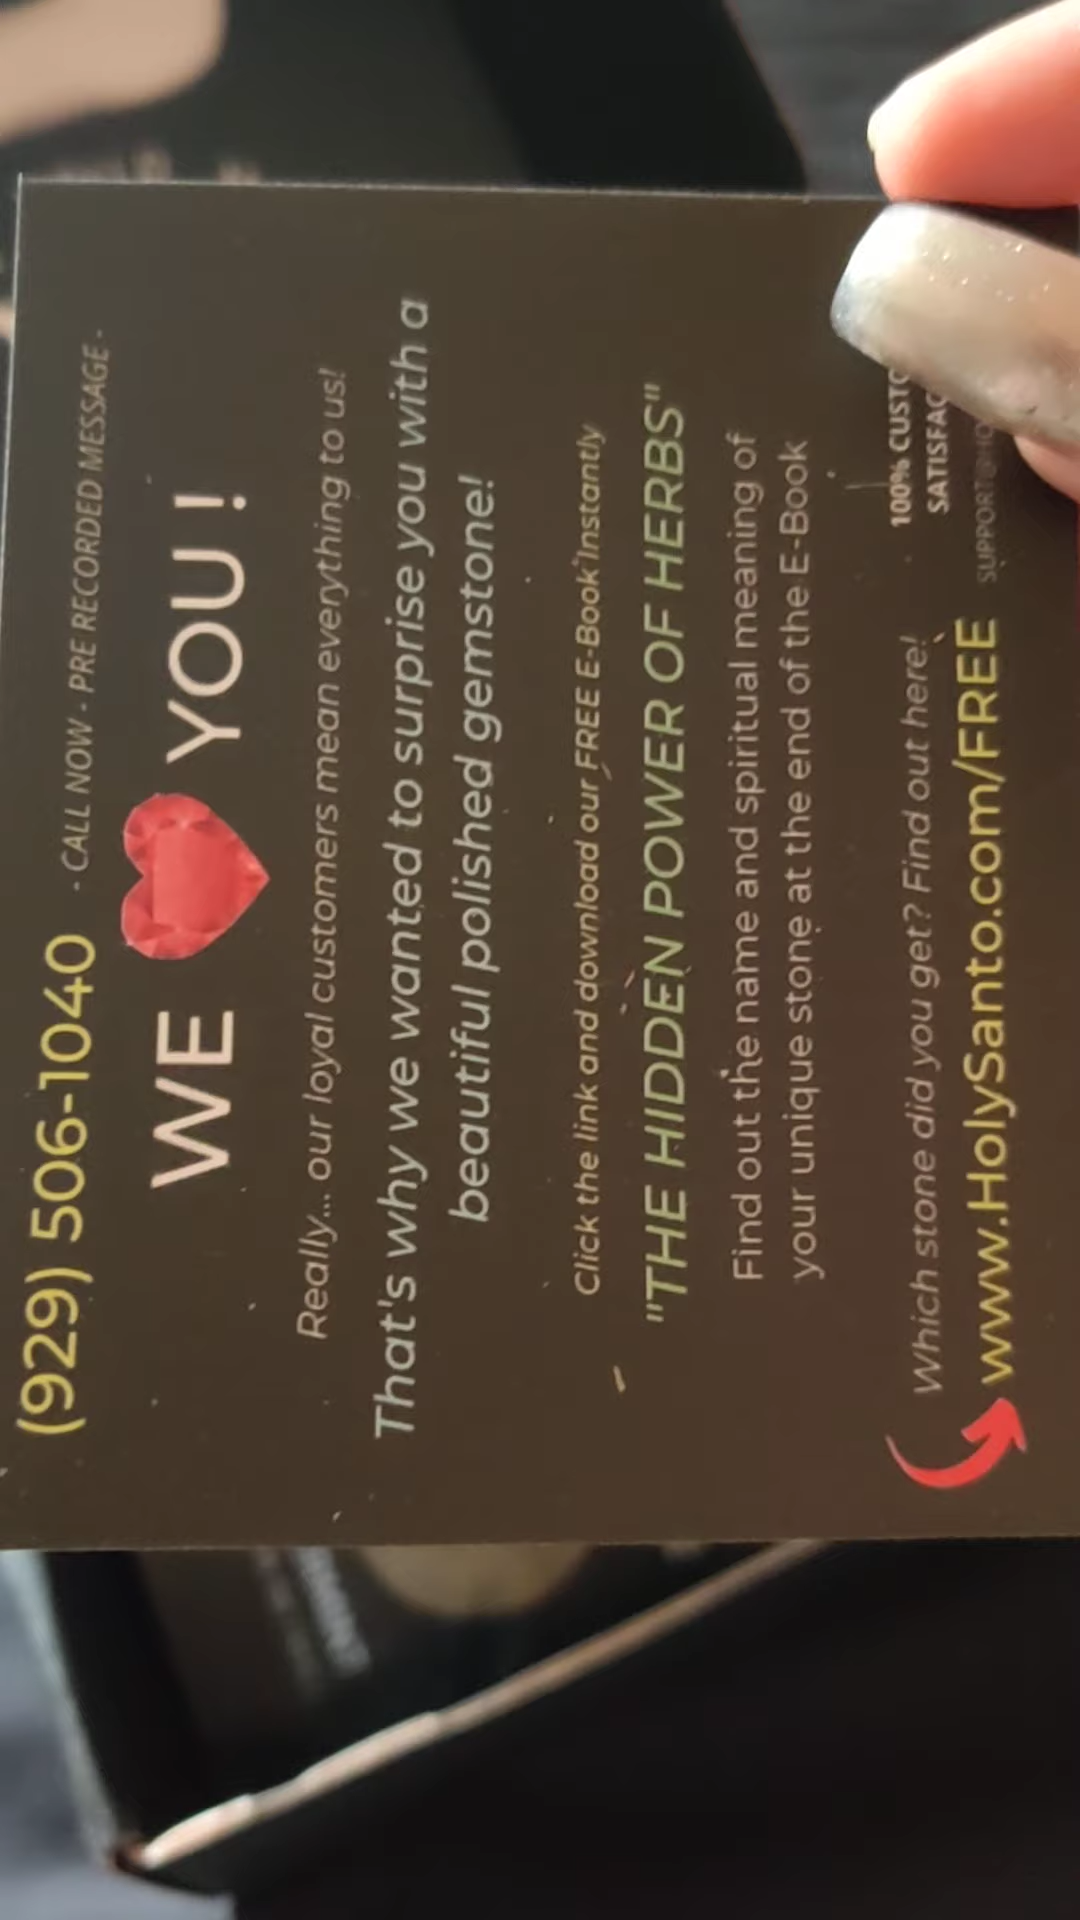 (929) 506-1040 - CALL NOW - PRE RECORDED MESSAGE -
WE YOU !
Really... our loyal customers mean everything to us!
That's why we wanted to surprise you with a
beautiful polished gemstone!
Click the link and download our FREE E-Book Instantly
"THE HIDDEN POWER OF HERBS"
Find out the name and spiritual meaning of
your unique stone at the end of the E-Book
Which stone did you get? Find out here!
www.HolySanto.com/FREE
100%